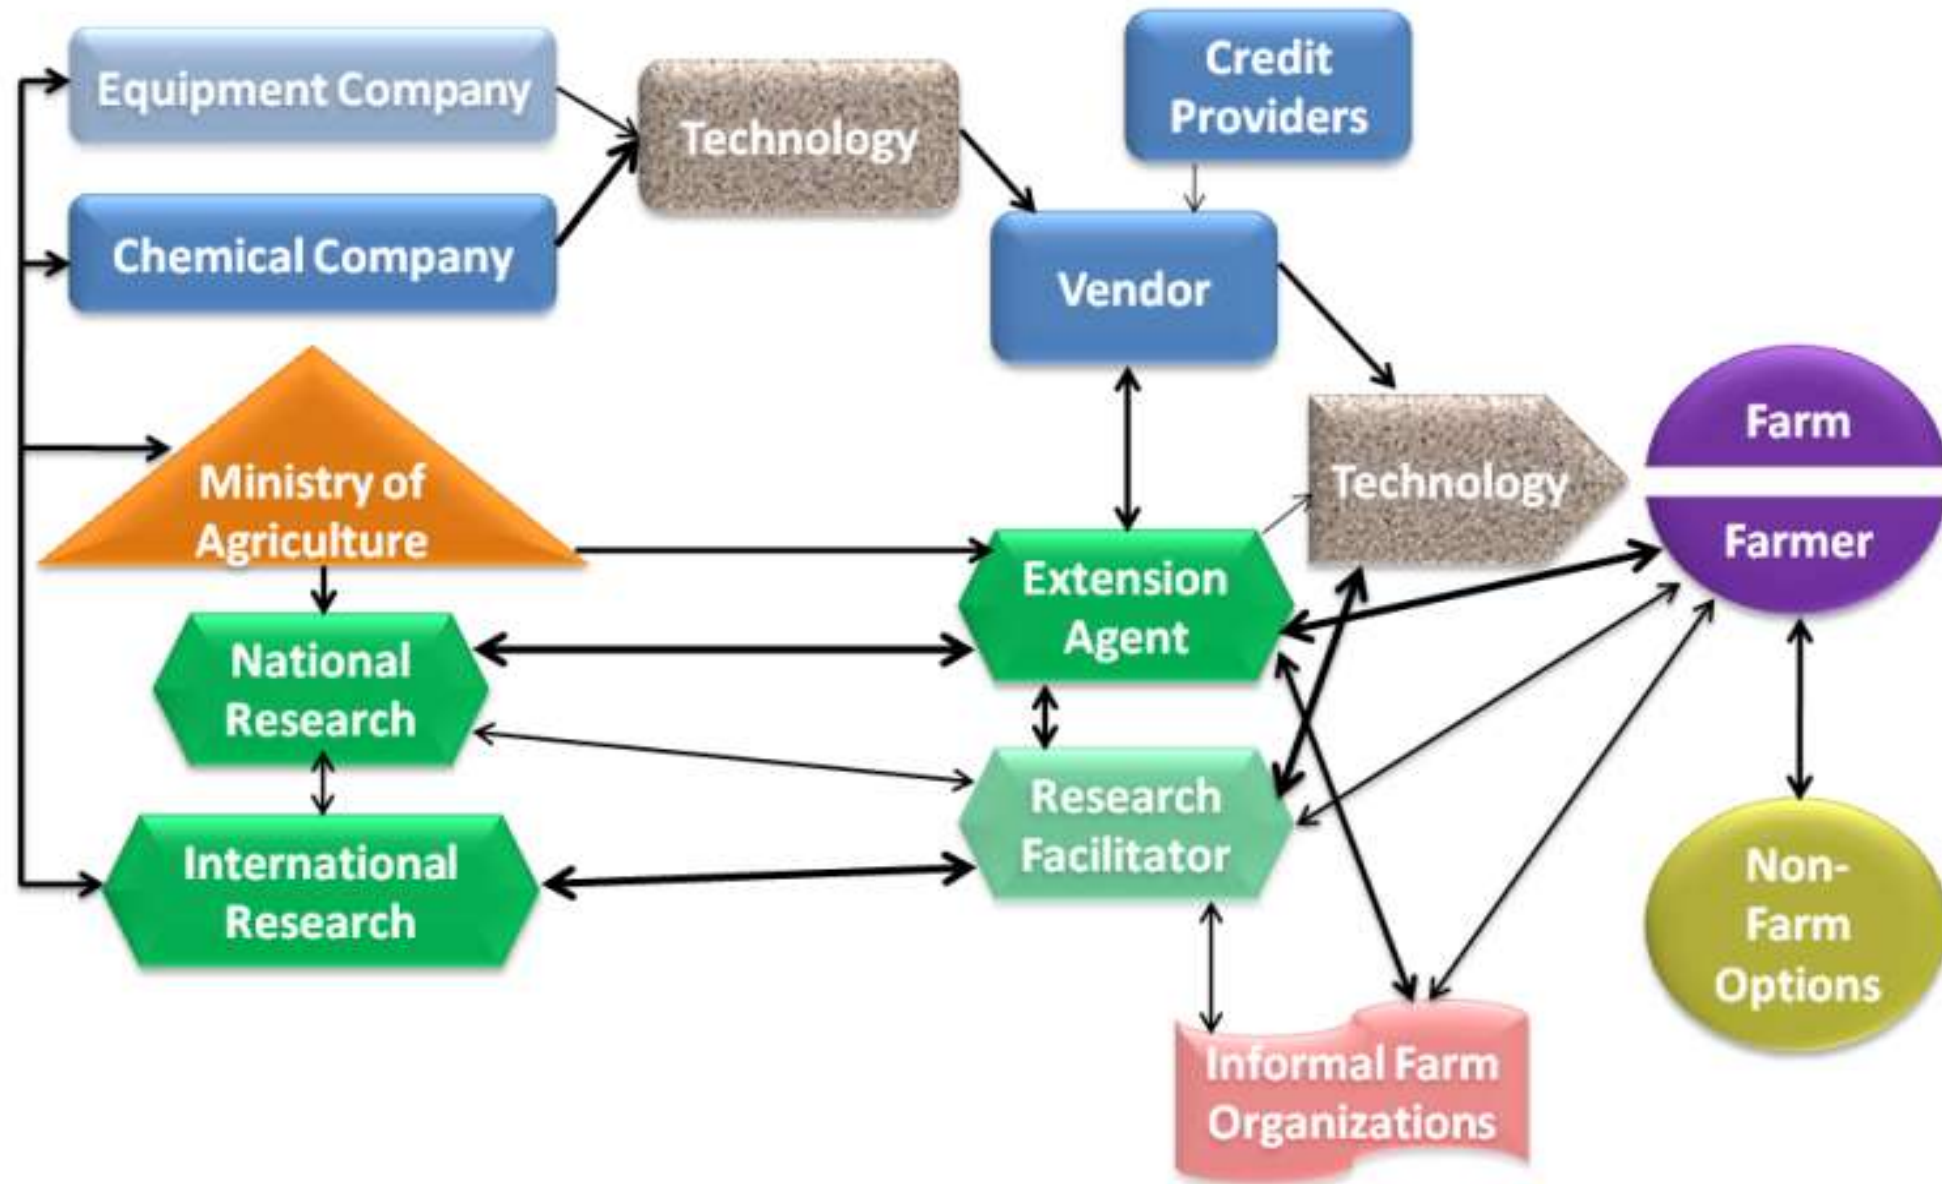 Equipment Company
Technology
Credit
Providers
Chemical Company
Vendor
Ministry of
Agriculture
Technology
Farm
Farmer
Extension
Agent
National
Research
Research
Facilitator
International
Research
Non-
Farm
Options
Informal Farm
Organizations